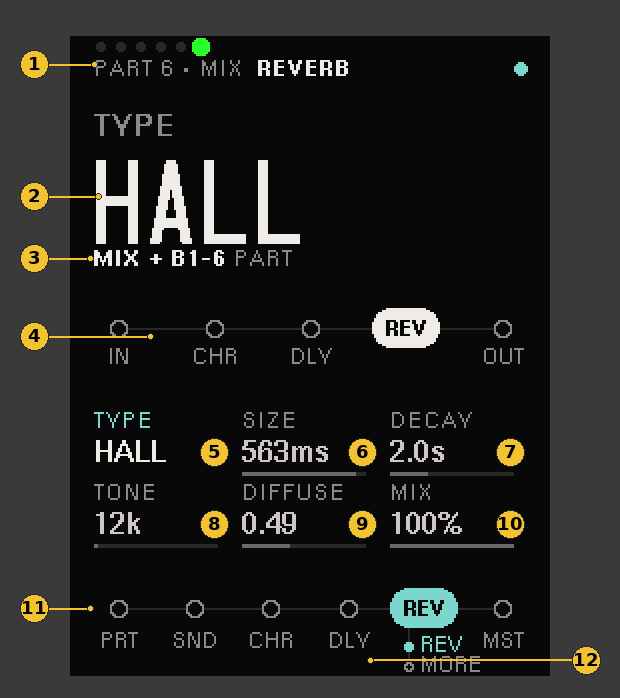 1 PART 6 · MIX REVERB
TYPE
2 HALL
3 MIX + B1-6 PART
REV
4
IN CHR DLY OUT
TYPE SIZE DECAY
HALL 5 563ms 6 2.0s 7
TONE DIFFUSE MIX
12k 8 0.49 9 100% 10
11 REV
PRT SND CHR DLY REV MST
MORE 12